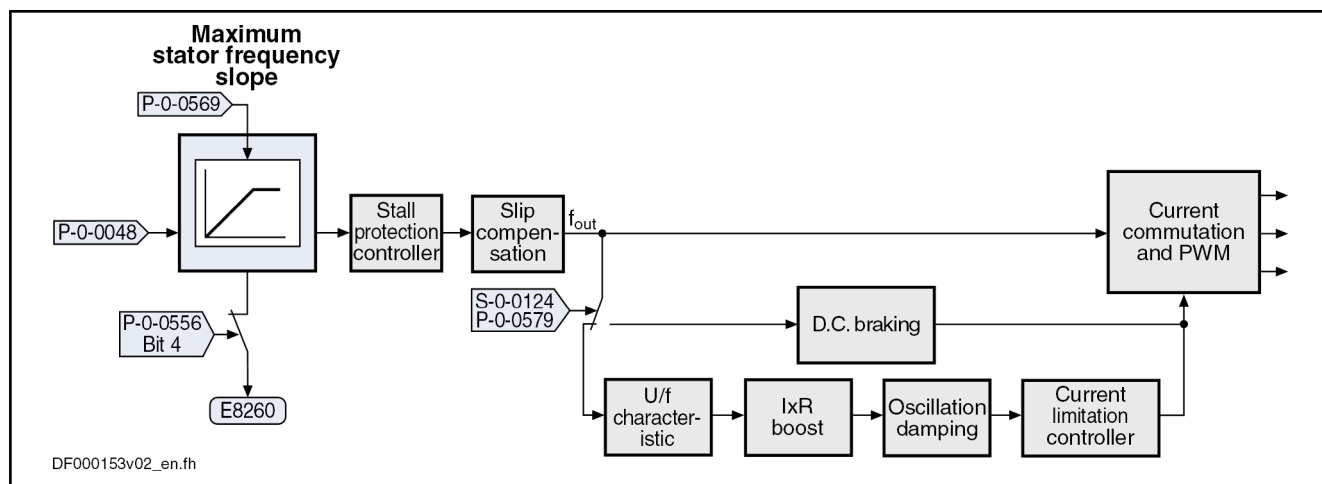 Maximum
stator frequency
slope
P-0-0569
P-0-0048
Stall
protection
controller
Slip
compen-
sation
fout
Current
commutation
and PWM
S-0-0124
P-0-0579
P-0-0556
Bit 4
D.C. braking
E8260
U/f
character-
istic
IxR
boost
Oscillation
damping
Current
limitation
controller
DF000153v02_en.fh